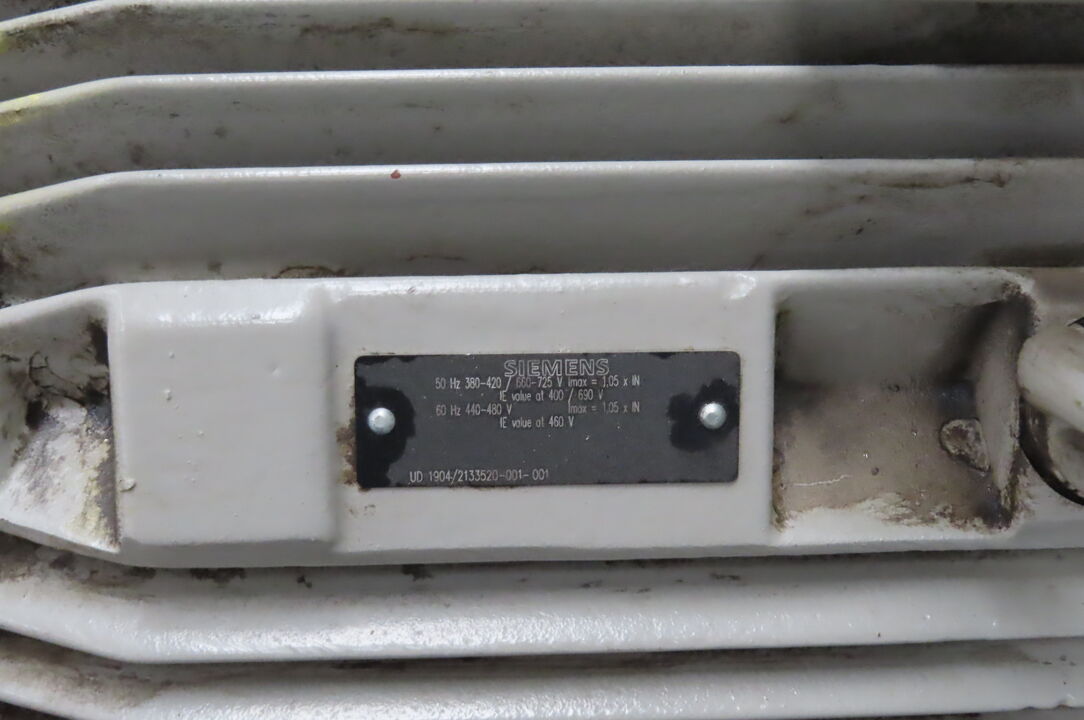 SIEMENS
50 Hz 380-420 / 660-725 V Imax = 1.05 x IN
IE value at 400 / 690 V
60 Hz 440-480 V Imax = 1.05 x IN
IE value at 460 V
UD 1904/2133520-001-001